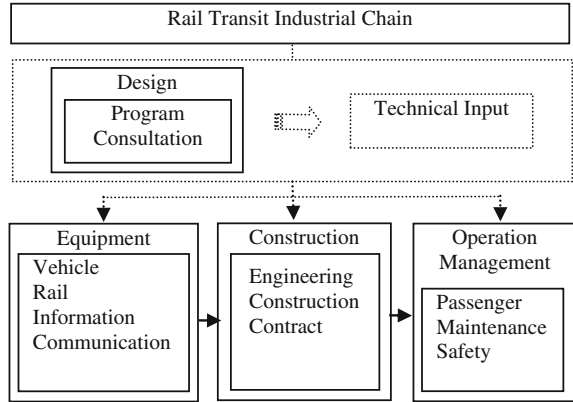 Rail Transit Industrial Chain
Design
Program
Consultation
Technical Input
Equipment
Vehicle
Rail
Information
Communication
Construction
Engineering
Construction
Contract
Operation
Management
Passenger
Maintenance
Safety